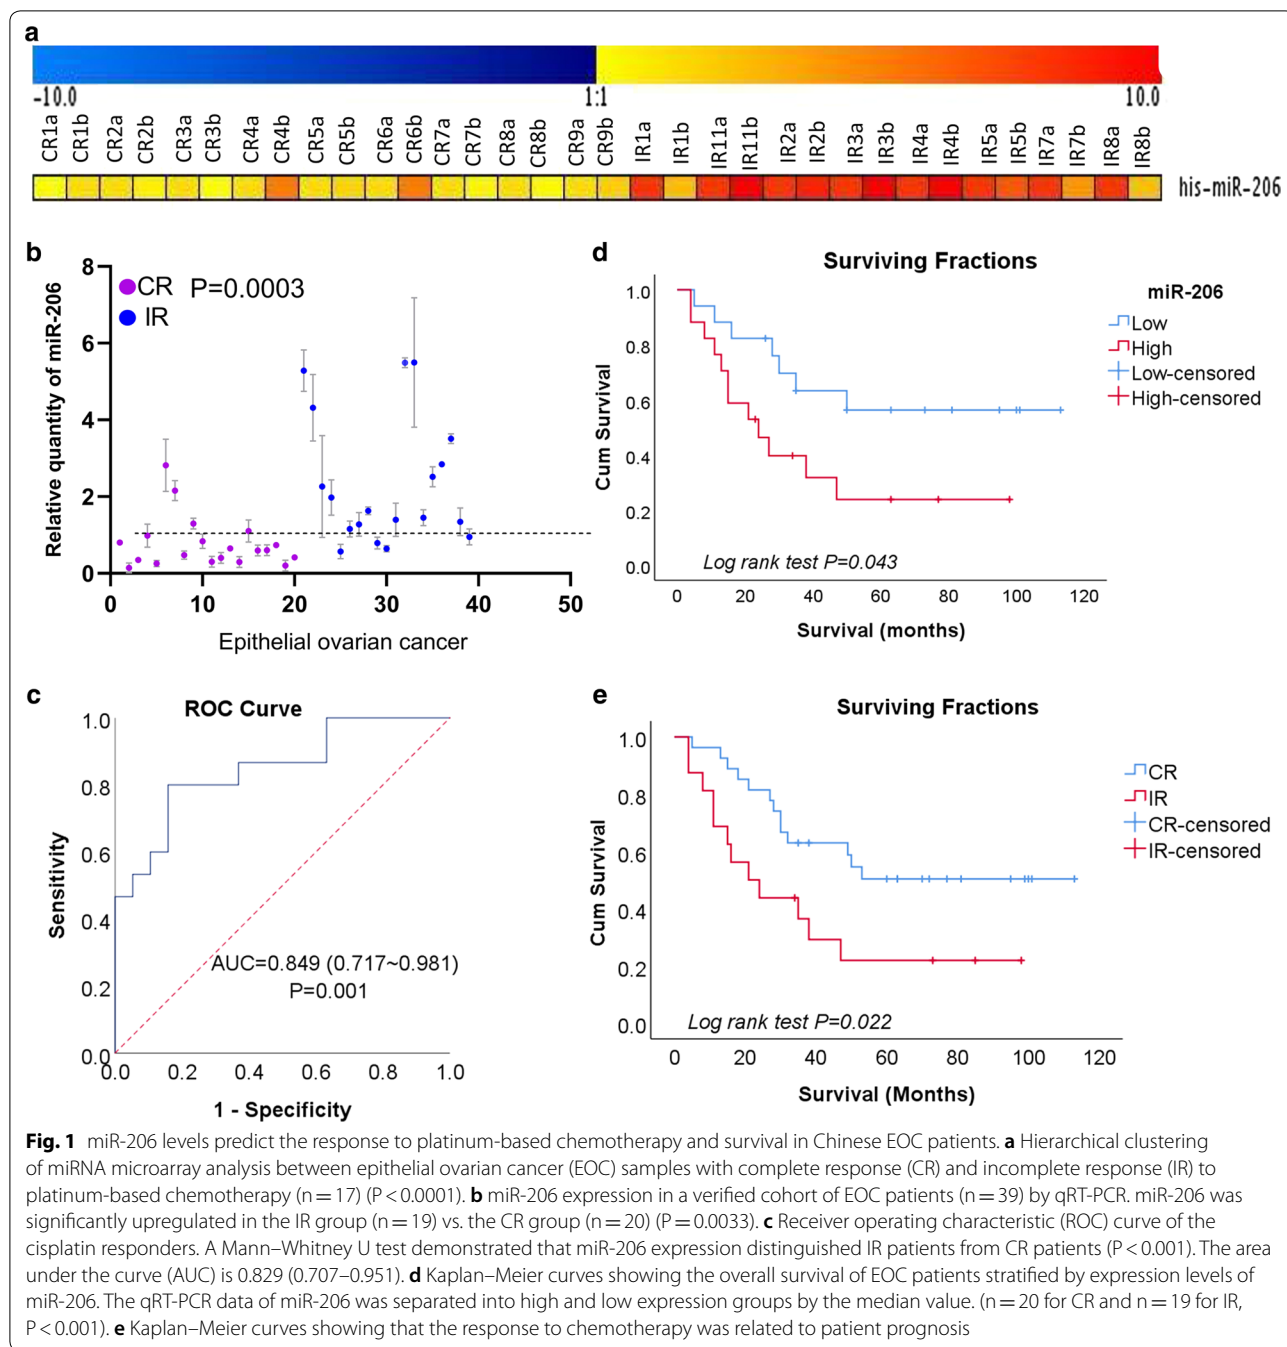 a
-10.0 1:1 10.0
CR1a CR1b CR2a CR2b CR3a CR3b CR4a CR4b CR5a CR5b CR6a CR6b CR7a CR7b CR8a CR8b CR9a CR9b IR1a IR1b IR11a IR11b IR2a IR2b IR3a IR3b IR4a IR4b IR5a IR5b IR7a IR7b IR8a IR8b
his-miR-206
b
CR P=0.0003
IR
Relative quantity of miR-206
8
6
4
2
0
0 10 20 30 40 50
Epithelial ovarian cancer
d
Surviving Fractions
miR-206
Low
High
Low-censored
High-censored
Cum Survival
1.0
0.8
0.6
0.4
0.2
0.0
Log rank test P=0.043
0 20 40 60 80 100 120
Survival (months)
c
ROC Curve
Sensitivity
1.0
0.8
0.6
0.4
0.2
0.0
AUC=0.849 (0.717~0.981)
P=0.001
0.0 0.2 0.4 0.6 0.8 1.0
1 - Specificity
e
Surviving Fractions
CR
IR
CR-censored
IR-censored
Cum Survival
1.0
0.8
0.6
0.4
0.2
0.0
Log rank test P=0.022
0 20 40 60 80 100 120
Survival (Months)
Fig. 1 miR-206 levels predict the response to platinum-based chemotherapy and survival in Chinese EOC patients. a Hierarchical clustering
of miRNA microarray analysis between epithelial ovarian cancer (EOC) samples with complete response (CR) and incomplete response (IR) to
platinum-based chemotherapy (n = 17) (P < 0.0001). b miR-206 expression in a verified cohort of EOC patients (n = 39) by qRT-PCR. miR-206 was
significantly upregulated in the IR group (n = 19) vs. the CR group (n = 20) (P = 0.0033). c Receiver operating characteristic (ROC) curve of the
cisplatin responders. A Mann–Whitney U test demonstrated that miR-206 expression distinguished IR patients from CR patients (P < 0.001). The area
under the curve (AUC) is 0.829 (0.707–0.951). d Kaplan–Meier curves showing the overall survival of EOC patients stratified by expression levels of
miR-206. The qRT-PCR data of miR-206 was separated into high and low expression groups by the median value. (n = 20 for CR and n = 19 for IR,
P < 0.001). e Kaplan–Meier curves showing that the response to chemotherapy was related to patient prognosis